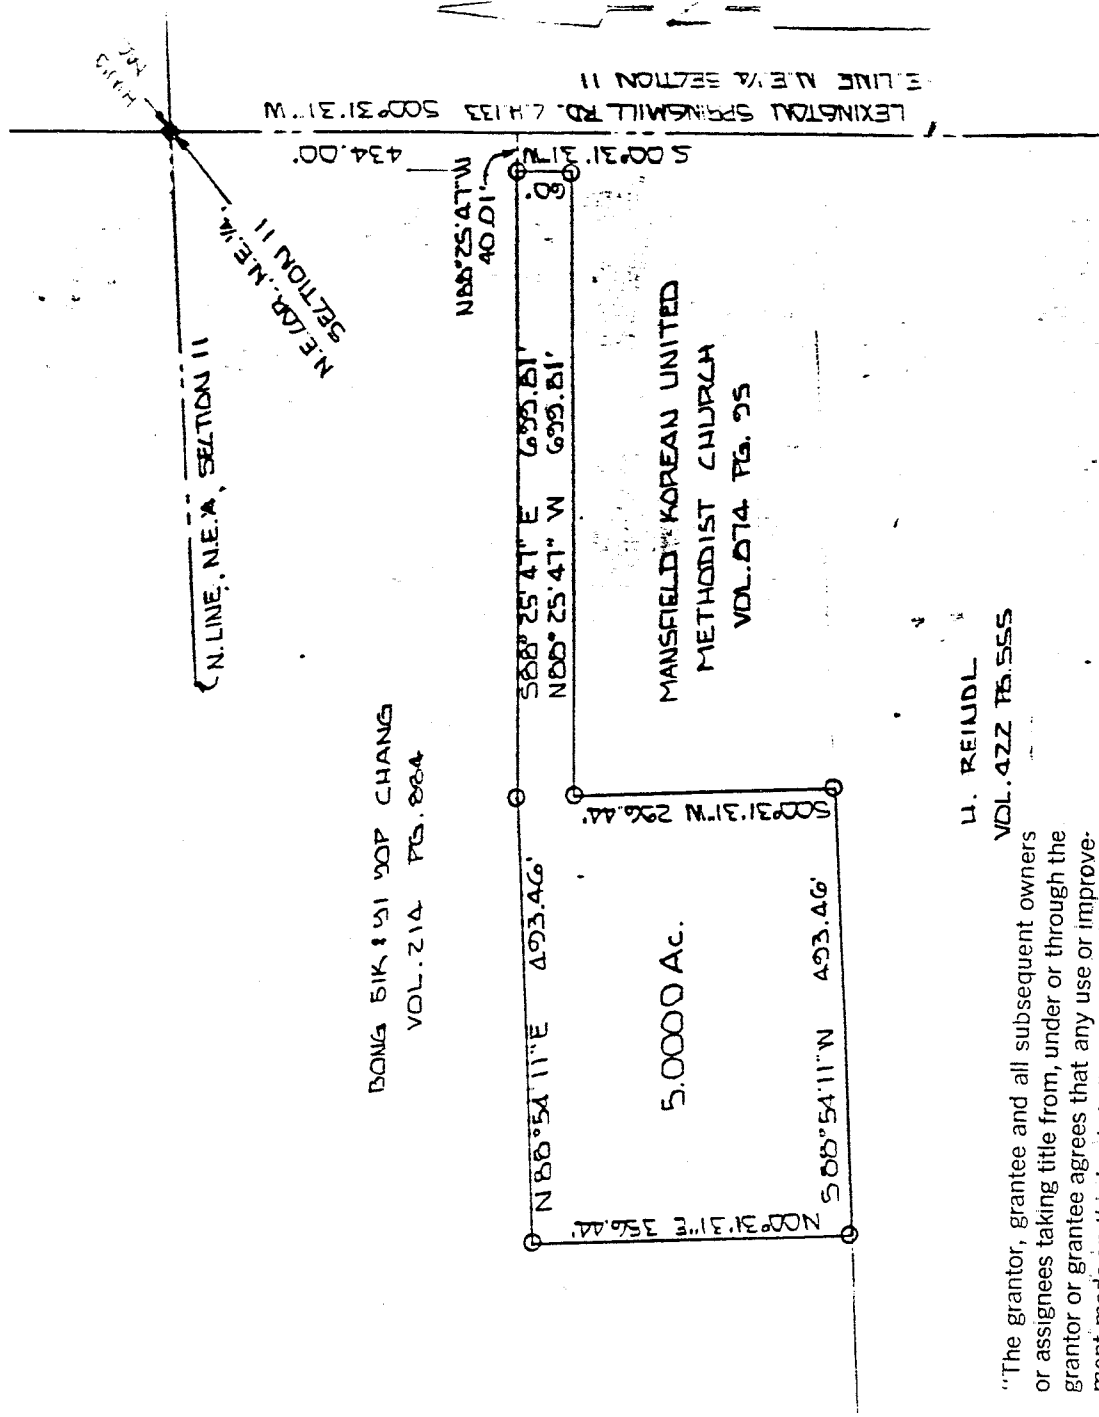 E. LINE N.E. 1/4 SECTION 11
LEXINGTON SPRINGMILL RD. C.H. 133 S00°31'31"W
434.00'
S00°31'31"W
60'
N88°25'47"W
40.01'
N.E. COR. N.E. 1/4,
SECTION 11
N. LINE, N.E. 1/4, SECTION 11
S88°25'47" E 699.81'
N88°25'47" W 699.81'
MANSFIELD KOREAN UNITED
METHODIST CHURCH
VOL. 874 PG. 95
BONG SIK & YI SOP CHANG
VOL. 214 PG. 884
N88°54'11"E 493.46'
S00°31'31"W 296.44'
5.0000 Ac.
S88°54'11"W 493.46'
N00°31'31"E 356.44'
H. REINDL
VOL. 422 PG. 555
"The grantor, grantee and all subsequent owners
or assignees taking title from, under or through the
grantor or grantee agrees that any use or improve-